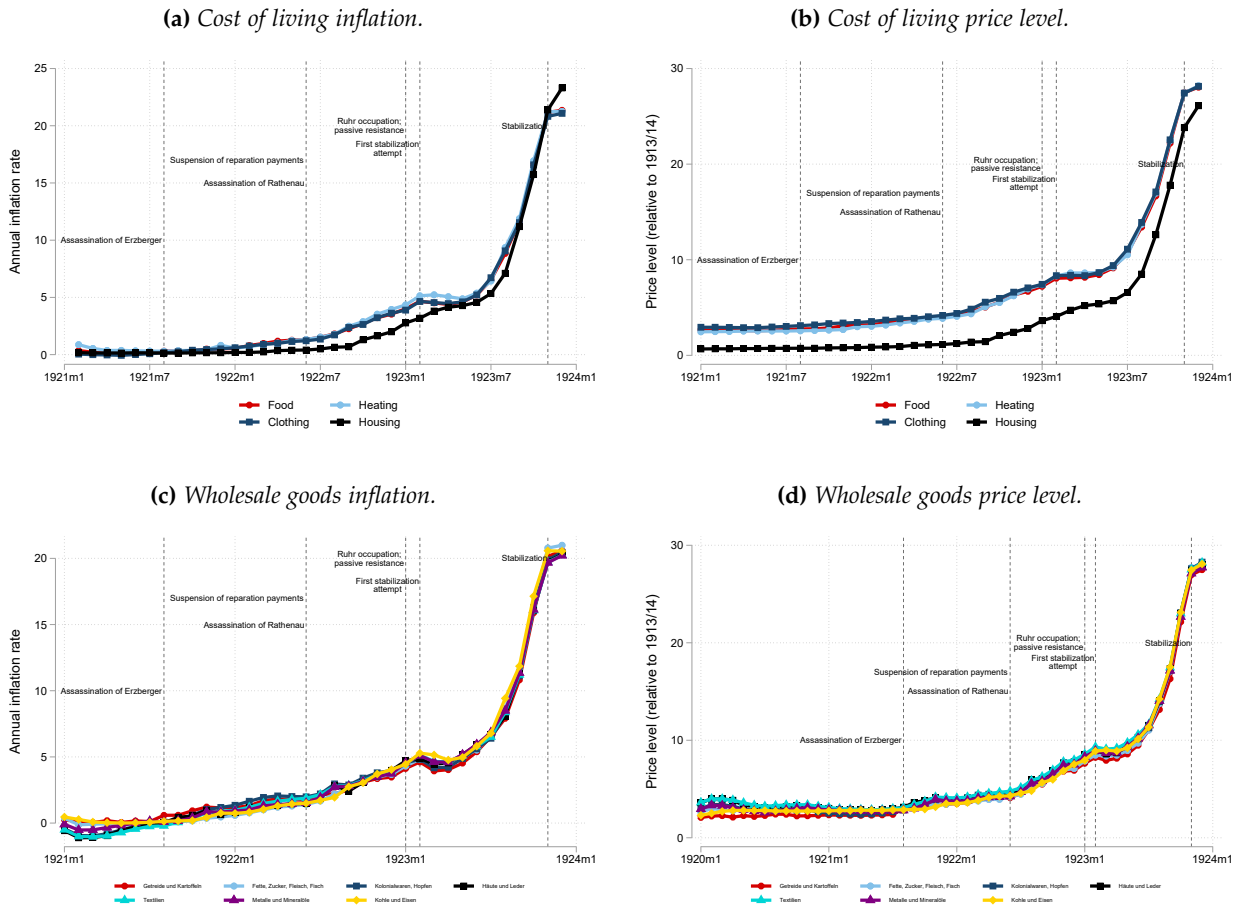 (a) Cost of living inflation.
Annual inflation rate
25
20
15
10
5
0
Ruhr occupation;
passive resistance
First stabilization
attempt
Stabilization
Suspension of reparation payments
Assassination of Rathenau
Assassination of Erzberger
1921m1 1921m7 1922m1 1922m7 1923m1 1923m7 1924m1
Food Heating
Clothing Housing
(b) Cost of living price level.
Price level (relative to 1913/14)
30
20
10
0
Ruhr occupation;
passive resistance
First stabilization
attempt
Stabilization
Suspension of reparation payments
Assassination of Rathenau
Assassination of Erzberger
1921m1 1921m7 1922m1 1922m7 1923m1 1923m7 1924m1
Food Heating
Clothing Housing
(c) Wholesale goods inflation.
Annual inflation rate
20
15
10
5
0
Ruhr occupation;
passive resistance
First stabilization
attempt
Stabilization
Suspension of reparation payments
Assassination of Rathenau
Assassination of Erzberger
1921m1 1922m1 1923m1 1924m1
Getreide und Kartoffeln Fette, Zucker, Fleisch, Fisch Kolonialwaren, Hopfen Häute und Leder
Textilien Metalle und Mineralöle Kohle und Eisen
(d) Wholesale goods price level.
Price level (relative to 1913/14)
30
20
10
0
Ruhr occupation;
passive resistance
First stabilization
attempt
Stabilization
Suspension of reparation payments
Assassination of Rathenau
Assassination of Erzberger
1920m1 1921m1 1922m1 1923m1 1924m1
Getreide und Kartoffeln Fette, Zucker, Fleisch, Fisch Kolonialwaren, Hopfen Häute und Leder
Textilien Metalle und Mineralöle Kohle und Eisen